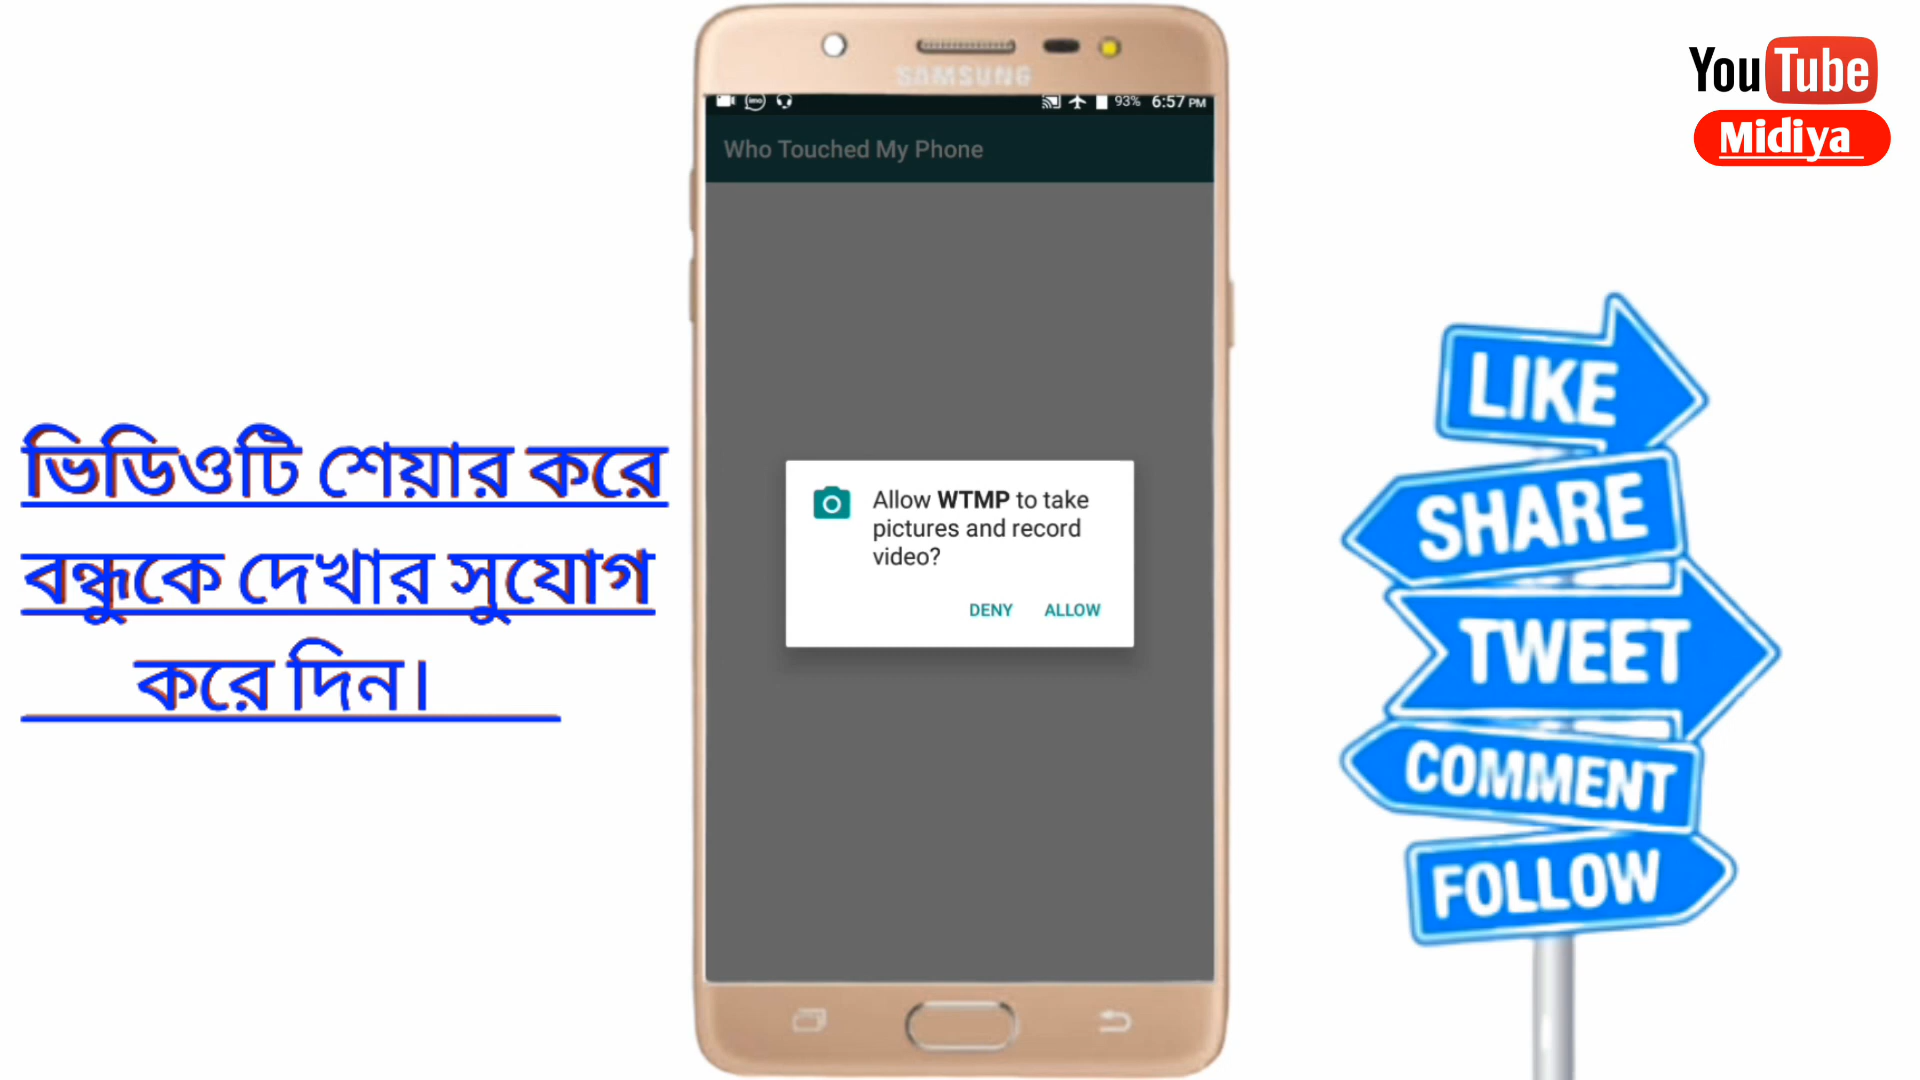 YouTube
Midiya
SAMSUNG
imo
93% 6:57 PM
Who Touched My Phone
Allow WTMP to take
pictures and record
video?
DENY ALLOW
ভিডিওটি শেয়ার করে
বন্ধুকে দেখার সুযোগ
করে দিন।
LIKE
SHARE
TWEET
COMMENT
FOLLOW